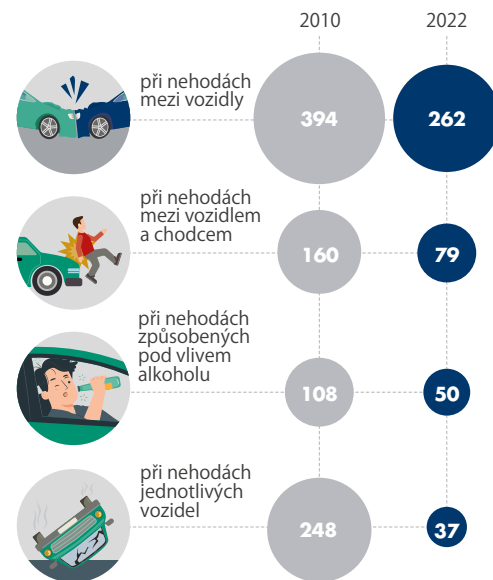 2010 2022
při nehodách
mezi vozidly
394 262
při nehodách
mezi vozidlem
a chodcem
160 79
při nehodách
způsobených
pod vlivem
alkoholu
108 50
při nehodách
jednotlivých
vozidel
248 37